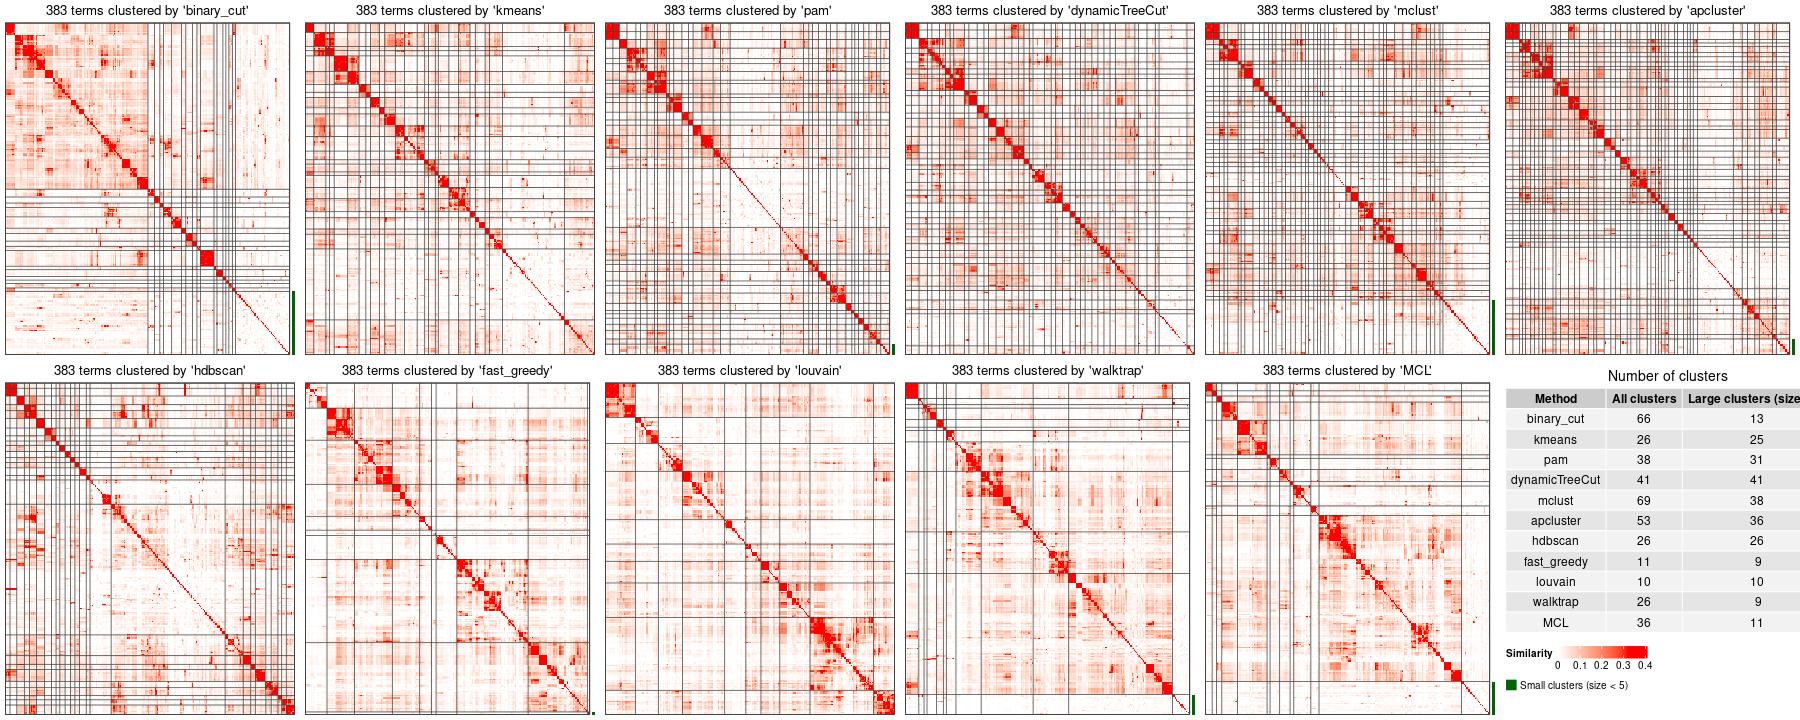 383 terms clustered by 'binary_cut'
383 terms clustered by 'kmeans'
383 terms clustered by 'pam'
383 terms clustered by 'dynamicTreeCut'
383 terms clustered by 'mclust'
383 terms clustered by 'apcluster'
383 terms clustered by 'hdbscan'
383 terms clustered by 'fast_greedy'
383 terms clustered by 'louvain'
383 terms clustered by 'walktrap'
383 terms clustered by 'MCL'
Number of clusters
Method All clusters Large clusters (size
binary_cut 66 13
kmeans 26 25
pam 38 31
dynamicTreeCut 41 41
mclust 69 38
apcluster 53 36
hdbscan 26 26
fast_greedy 11 9
louvain 10 10
walktrap 26 9
MCL 36 11
Similarity
0 0.1 0.2 0.3 0.4
Small clusters (size < 5)